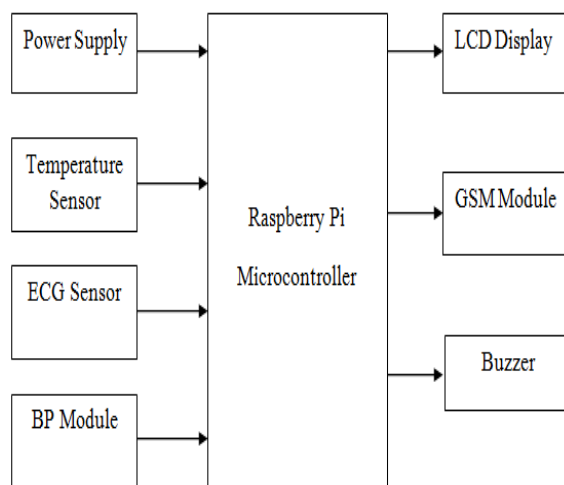 Power Supply
Temperature
Sensor
ECG Sensor
BP Module
Raspberry Pi
Microcontroller
LCD Display
GSM Module
Buzzer